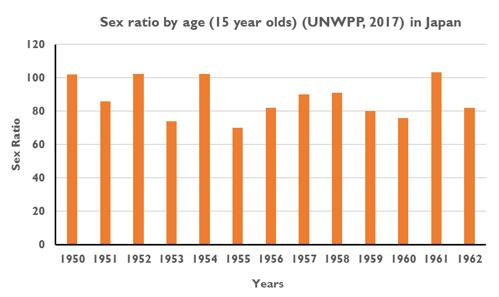 Sex ratio by age (15 year olds) (UNWPP, 2017) in Japan
120
100
80
60
40
20
0
Sex Ratio
1950 1951 1952 1953 1954 1955 1956 1957 1958 1959 1960 1961 1962
Years